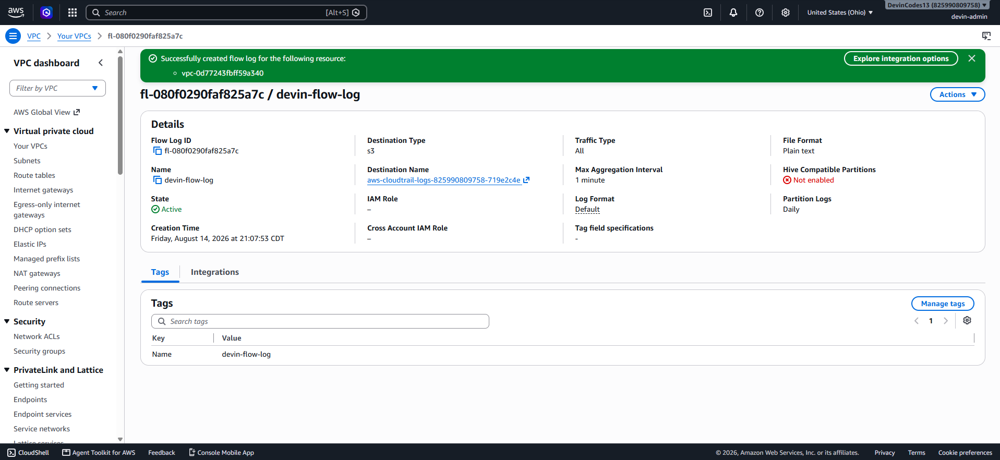 aws
Search
[Alt+S]
United States (Ohio)
DevinCodes13 (825990809758)
devin-admin
VPC
Your VPCs
fl-080f0290faf825a7c
VPC dashboard
Filter by VPC
AWS Global View
Virtual private cloud
Your VPCs
Subnets
Route tables
Internet gateways
Egress-only internet
gateways
DHCP option sets
Elastic IPs
Managed prefix lists
NAT gateways
Peering connections
Route servers
Security
Network ACLs
Security groups
PrivateLink and Lattice
Getting started
Endpoints
Endpoint services
Service networks
Lattice services
Successfully created flow log for the following resource:
vpc-0d77243fbff59a340
Explore integration options
fl-080f0290faf825a7c / devin-flow-log
Actions
Details
Flow Log ID
fl-080f0290faf825a7c
Destination Type
s3
Traffic Type
All
File Format
Plain text
Name
devin-flow-log
Destination Name
aws-cloudtrail-logs-825990809758-719e2c4e
Max Aggregation Interval
1 minute
Hive Compatible Partitions
Not enabled
State
Active
IAM Role
–
Log Format
Default
Partition Logs
Daily
Creation Time
Friday, August 14, 2026 at 21:07:53 CDT
Cross Account IAM Role
–
Tag field specifications
-
Tags
Integrations
Tags
Manage tags
Search tags
1
Key
Value
Name
devin-flow-log
CloudShell
Agent Toolkit for AWS
Feedback
Console Mobile App
© 2026, Amazon Web Services, Inc. or its affiliates.
Privacy
Terms
Cookie preferences